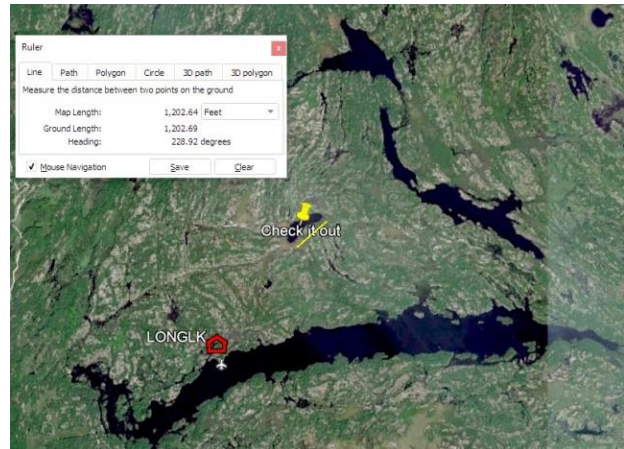 Ruler
x
Line Path Polygon Circle 3D path 3D polygon
Measure the distance between two points on the ground
Map Length: 1,202.64 Feet
Ground Length: 1,202.69
Heading: 228.92 degrees
Mouse Navigation Save Clear
Check it out
LONGLK